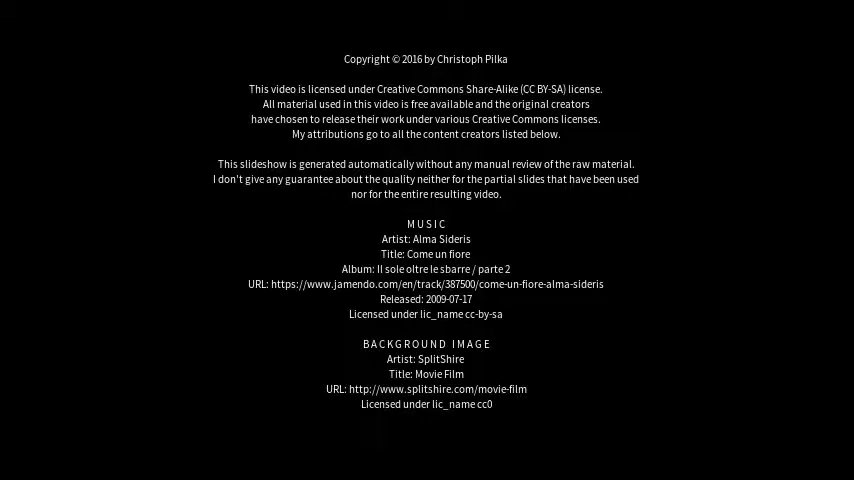 Copyright © 2016 by Christoph Pilka
This video is licensed under Creative Commons Share-Alike (CC BY-SA) license.
All material used in this video is free available and the original creators
have chosen to release their work under various Creative Commons licenses.
My attributions go to all the content creators listed below.
This slideshow is generated automatically without any manual review of the raw material.
I don't give any guarantee about the quality neither for the partial slides that have been used
nor for the entire resulting video.
MUSIC
Artist: Alma Sideris
Title: Come un fiore
Album: Il sole oltre le sbarre / parte 2
URL: https://www.jamendo.com/en/track/387500/come-un-fiore-alma-sideris
Released: 2009-07-17
Licensed under lic_name cc-by-sa
BACKGROUND IMAGE
Artist: SplitShire
Title: Movie Film
URL: http://www.splitshire.com/movie-film
Licensed under lic_name cc0